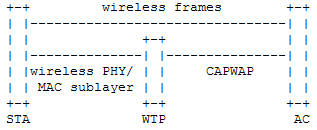 wireless frames
wireless PHY/ CAPWAP
MAC sublayer
STA WTP AC